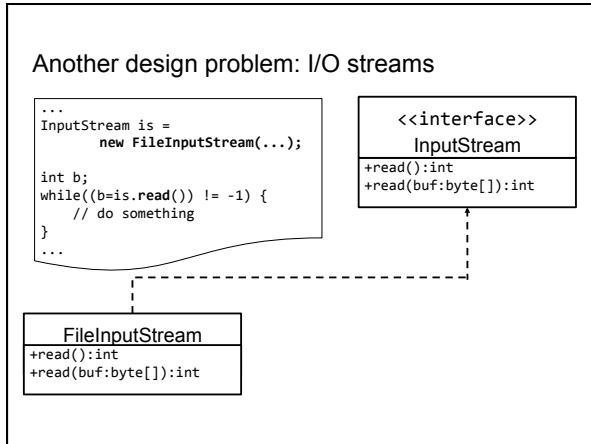 Another design problem: I/O streams
...
InputStream is =
new FileInputStream(...);
int b;
while((b=is.read()) != -1) {
// do something
}
...
<<interface>>
InputStream
+read():int
+read(buf:byte[]):int
FileInputStream
+read():int
+read(buf:byte[]):int